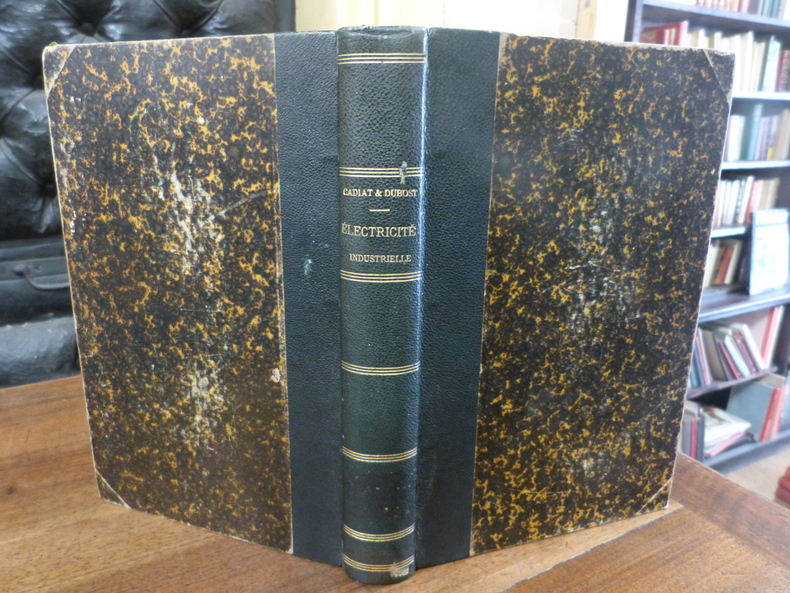 CADIAT & DUBOST
ÉLECTRICITÉ
INDUSTRIELLE